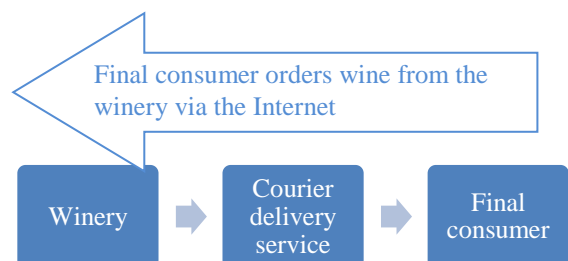 Final consumer orders wine from the
winery via the Internet
Winery
Courier
delivery
service
Final
consumer